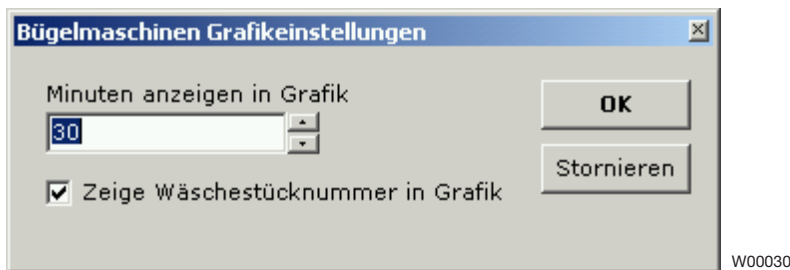 Bügelmaschinen Grafikeinstellungen
Minuten anzeigen in Grafik
OK
30
Stornieren
Zeige Wäschestücknummer in Grafik
W00030